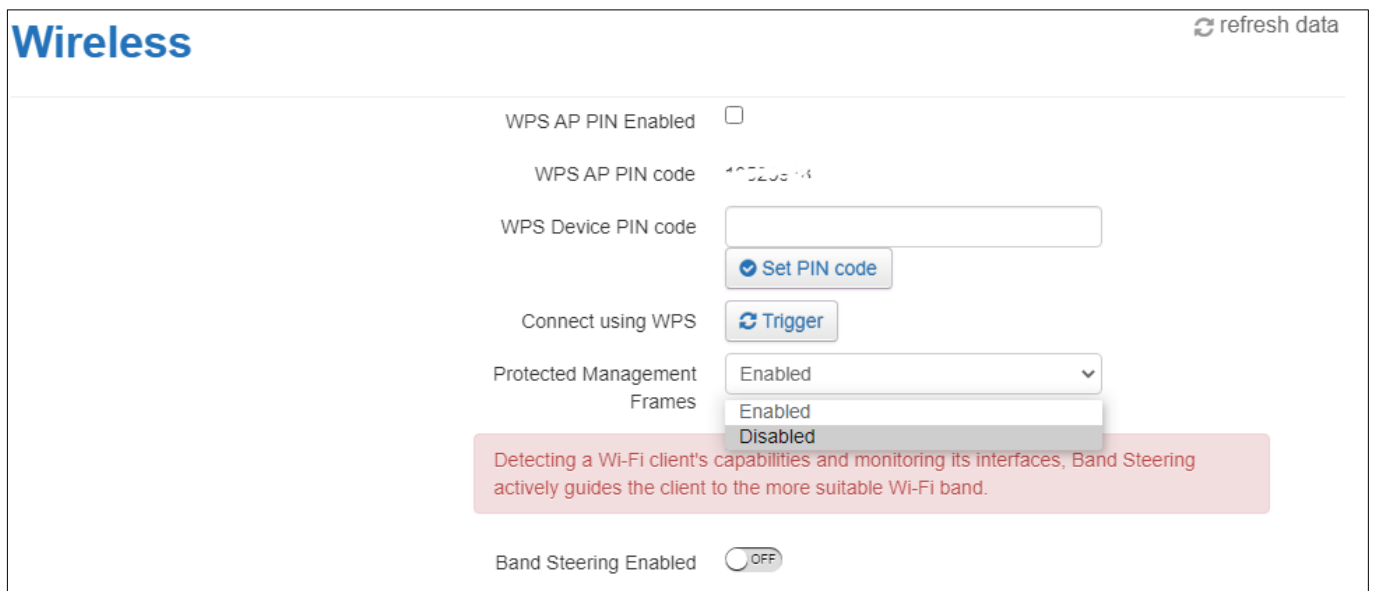 refresh data
Wireless
WPS AP PIN Enabled
WPS AP PIN code
WPS Device PIN code
Set PIN code
Connect using WPS
Trigger
Protected Management
Frames
Enabled
Enabled
Disabled
Detecting a Wi-Fi client's capabilities and monitoring its interfaces, Band Steering
actively guides the client to the more suitable Wi-Fi band.
Band Steering Enabled
OFF